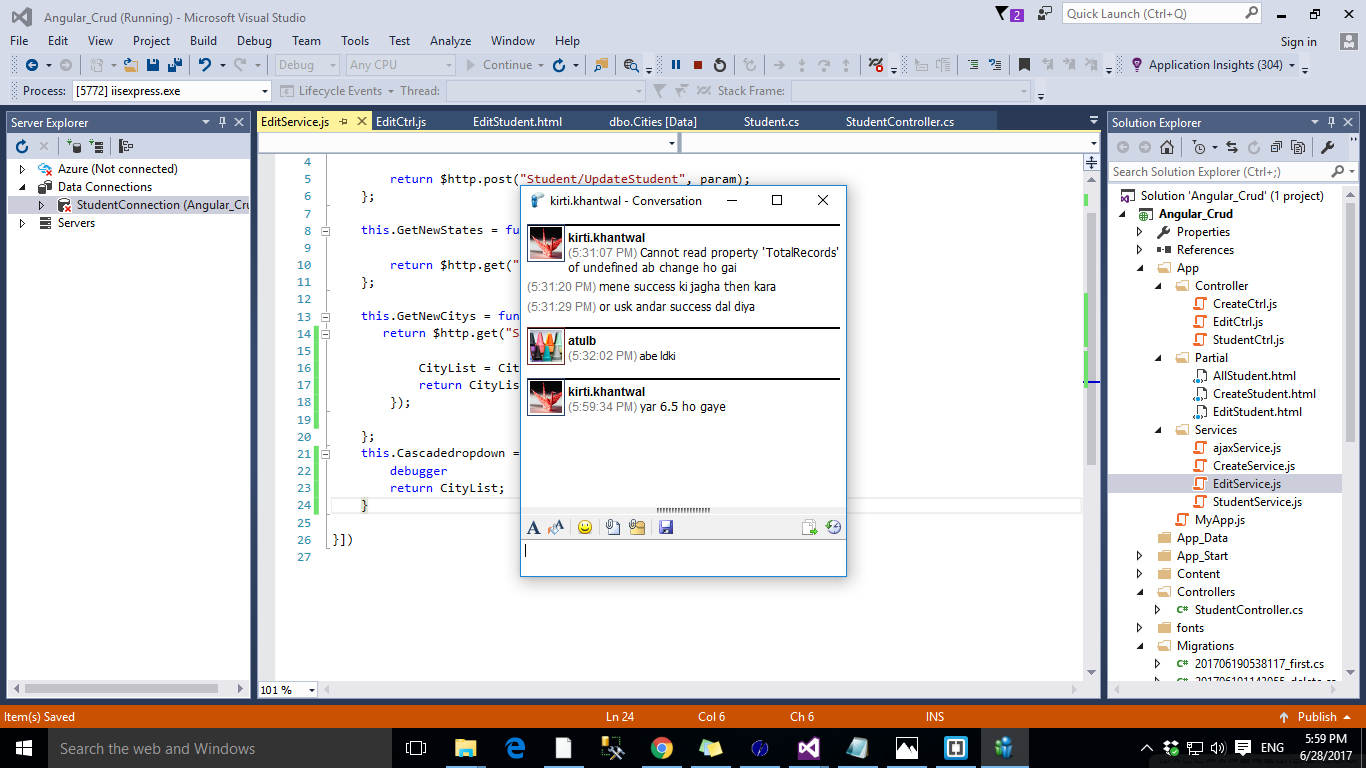 Angular_Crud (Running) - Microsoft Visual Studio
2
Quick Launch (Ctrl+Q)
File Edit View Project Build Debug Team Tools Test Analyze Window Help
Sign in
Debug Any CPU Continue Application Insights (304)
Process: [5772] iisexpress.exe Lifecycle Events Thread: Stack Frame:
Server Explorer
Azure (Not connected)
Data Connections
StudentConnection (Angular_Cru
Servers
EditService.js EditCtrl.js EditStudent.html dbo.Cities [Data] Student.cs StudentController.cs
4
5 return $http.post("Student/UpdateStudent", param);
6 };
7
8 this.GetNewStates = fu
9
10 return $http.get("
11 };
12
13 this.GetNewCitys = fun
14 return $http.get("S
15
16 CityList = Cit
17 return CityLis
18 });
19
20 };
21 this.Cascadedropdown =
22 debugger
23 return CityList;
24 }
25
26 }])
27
101 %
kirti.khantwal - Conversation
kirti.khantwal
(5:31:07 PM) Cannot read property 'TotalRecords'
of undefined ab change ho gai
(5:31:20 PM) mene success ki jagha then kara
(5:31:29 PM) or usk andar success dal diya
atulb
(5:32:02 PM) abe ldki
kirti.khantwal
(5:59:34 PM) yar 6.5 ho gaye
A
Solution Explorer
Search Solution Explorer (Ctrl+;)
Solution 'Angular_Crud' (1 project)
Angular_Crud
Properties
References
App
Controller
CreateCtrl.js
EditCtrl.js
StudentCtrl.js
Partial
AllStudent.html
CreateStudent.html
EditStudent.html
Services
ajaxService.js
CreateService.js
EditService.js
StudentService.js
MyApp.js
App_Data
App_Start
Content
Controllers
C# StudentController.cs
fonts
Migrations
C# 201706190538117_first.cs
Item(s) Saved Ln 24 Col 6 Ch 6 INS Publish
Search the web and Windows
ENG
5:59 PM
6/28/2017